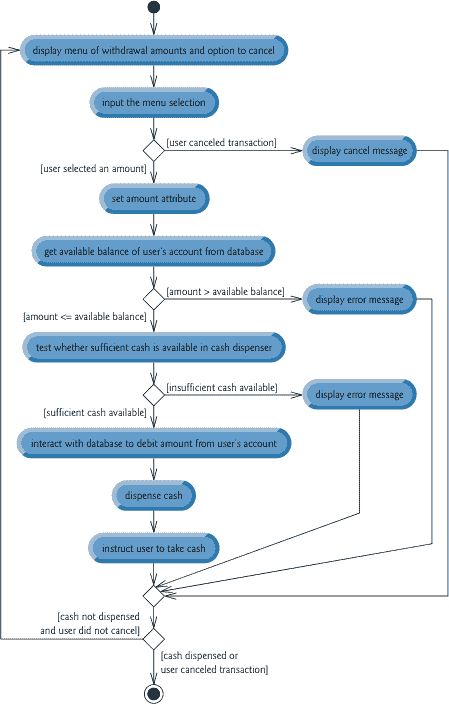 display menu of withdrawal amounts and option to cancel
input the menu selection
[user canceled transaction]
display cancel message
[user selected an amount]
set amount attribute
get available balance of user's account from database
[amount > available balance]
display error message
[amount <= available balance]
test whether sufficient cash is available in cash dispenser
[insufficient cash available]
display error message
[sufficient cash available]
interact with database to debit amount from user's account
dispense cash
instruct user to take cash
[cash not dispensed
and user did not cancel]
[cash dispensed or
user canceled transaction]